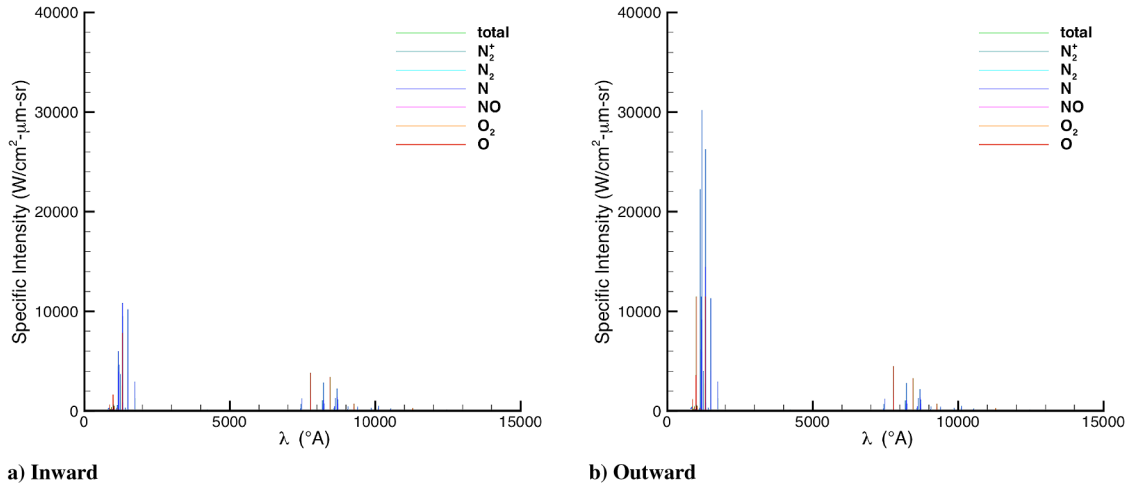 40000
30000
20000
10000
0
Specific Intensity (W/cm²-μm-sr)
total
N₂⁺
N₂
N
NO
O₂
O
0
5000
10000
15000
λ (°A)
a) Inward
40000
30000
20000
10000
0
Specific Intensity (W/cm²-μm-sr)
total
N₂⁺
N₂
N
NO
O₂
O
0
5000
10000
15000
λ (°A)
b) Outward